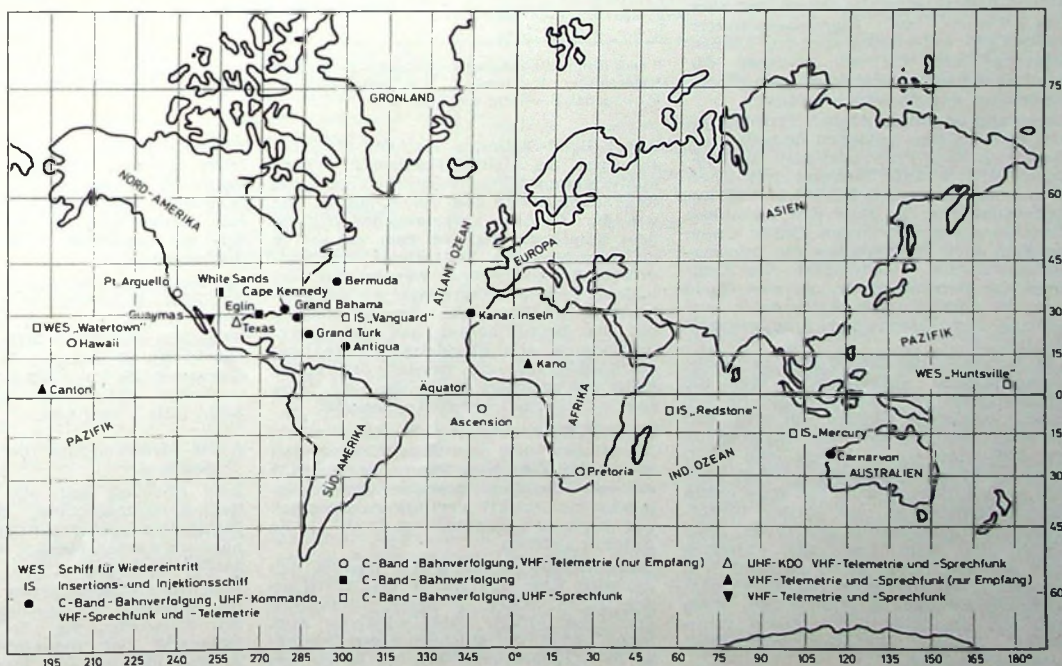 GRÖNLAND
75
NORD-AMERIKA
ASIEN
60
ATLANT. OZEAN
EUROPA
45
Pt. Arguello
White Sands
Bermuda
Cape Kennedy
Eglin
Grand Bahama
30
Guaymas
Texas
IS „Vanguard"
Kanar. Inseln
WES „Watertown"
Hawaii
Grand Turk
Antigua
PAZIFIK
15
Kano
WES „Huntsville"
Canton
Äquator
0
AFRIKA
Ascension
IS „Redstone"
PAZIFIK
IS „Mercury"
15
SÜD-AMERIKA
Pretoria
IND. OZEAN
Carnarvon
AUSTRALIEN
30
45
WES Schiff für Wiedereintritt
IS Insertions- und Injektionsschiff
C-Band-Bahnverfolgung, UHF-Kommando,
VHF-Sprechfunk und -Telemetrie
C-Band-Bahnverfolgung, VHF-Telemetrie (nur Empfang)
C-Band-Bahnverfolgung
C-Band-Bahnverfolgung, UHF-Sprechfunk
UHF-KDO VHF-Telemetrie und -Sprechfunk
VHF-Telemetrie und -Sprechfunk (nur Empfang)
VHF-Telemetrie und -Sprechfunk
60
195 210 225 240 255 270 285 300 315 330 345 0° 15° 30 45 60 75 90 105 120 135 150 165 180°